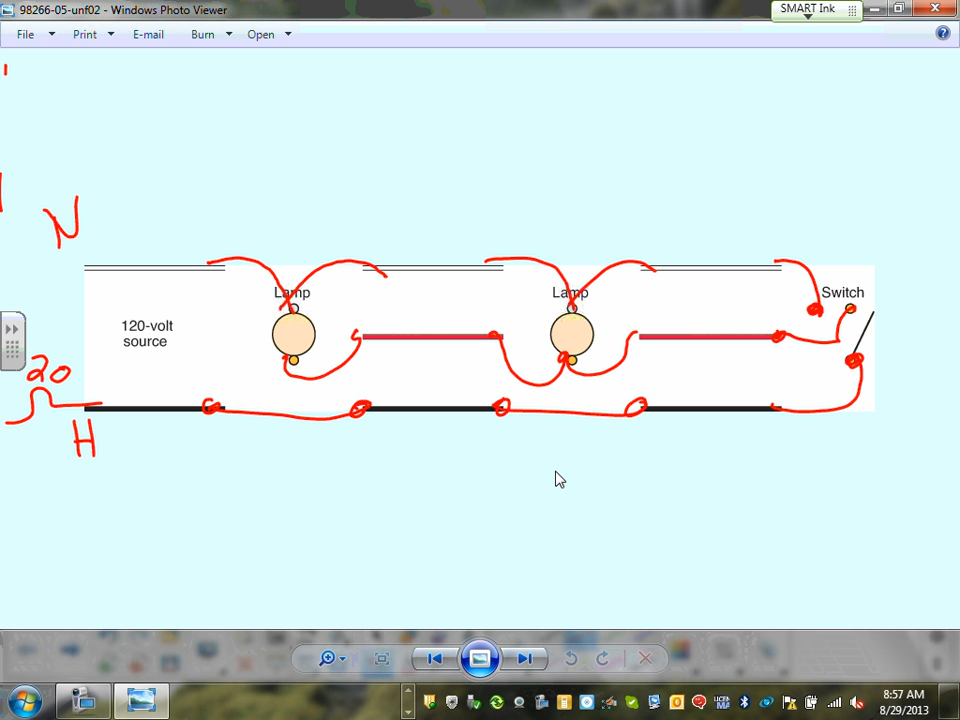 98266-05-unf02 - Windows Photo Viewer
SMART Ink
File Print E-mail Burn Open
N
Lamp Lamp Switch
120-volt
source
20
H
8:57 AM
8/29/2013